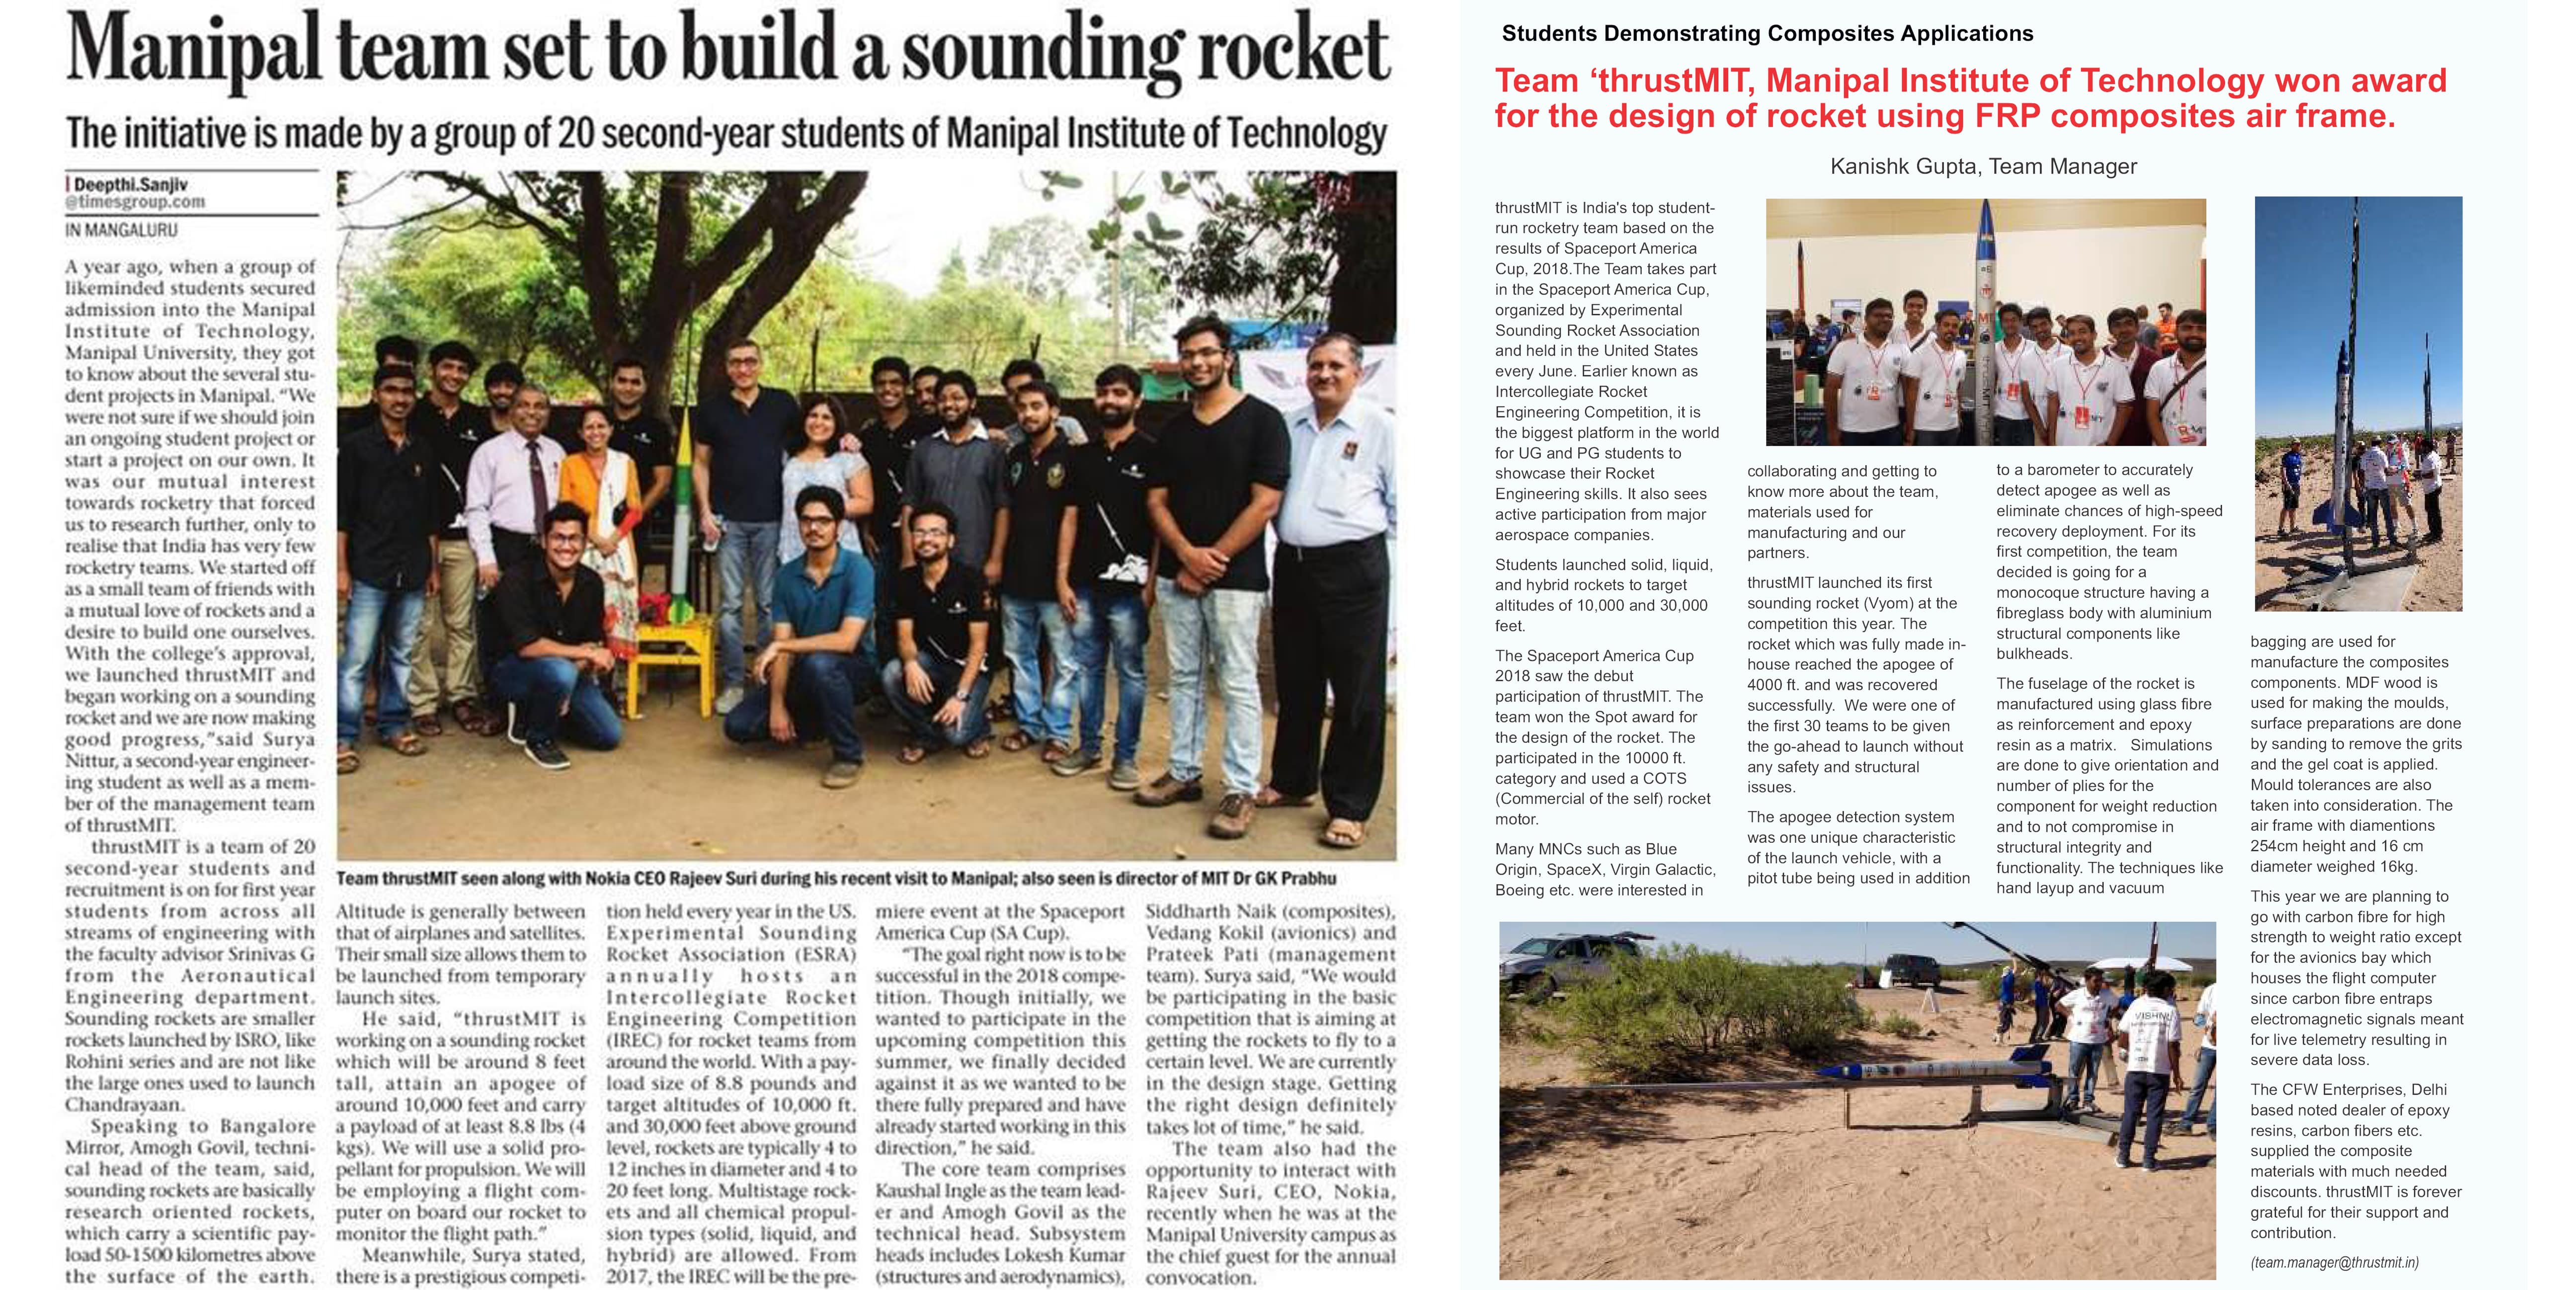 Manipal team set to build a sounding rocket
The initiative is made by a group of 20 second-year students of Manipal Institute of Technology
Deepthi.Sanjiv
@timesgroup.com
IN MANGALURU
A year ago, when a group of
likeminded students secured
admission into the Manipal
Institute of Technology,
Manipal University, they got
to know about the several stu-
dent projects in Manipal. “We
were not sure if we should join
an ongoing student project or
start a project on our own. It
was our mutual interest
towards rocketry that forced
us to research further, only to
realise that India has very few
rocketry teams. We started off
as a small team of friends with
a mutual love of rockets and a
desire to build one ourselves.
With the college’s approval,
we launched thrustMIT and
began working on a sounding
rocket and we are now making
good progress,”said Surya
Nittur, a second-year engineer-
ing student as well as a mem-
ber of the management team
of thrustMIT.
thrustMIT is a team of 20
second-year students and
recruitment is on for first year
students from across all
streams of engineering with
the faculty advisor Srinivas G
from the Aeronautical
Engineering department.
Sounding rockets are smaller
rockets launched by ISRO, like
Rohini series and are not like
the large ones used to launch
Chandrayaan.
Speaking to Bangalore
Mirror, Amogh Govil, techni-
cal head of the team, said,
sounding rockets are basically
research oriented rockets,
which carry a scientific pay-
load 50-1500 kilometres above
the surface of the earth.
Team thrustMIT seen along with Nokia CEO Rajeev Suri during his recent visit to Manipal; also seen is director of MIT Dr GK Prabhu
Altitude is generally between
that of airplanes and satellites.
Their small size allows them to
be launched from temporary
launch sites.
He said, “thrustMIT is
working on a sounding rocket
which will be around 8 feet
tall, attain an apogee of
around 10,000 feet and carry
a payload of at least 8.8 lbs (4
kgs). We will use a solid pro-
pellant for propulsion. We will
be employing a flight com-
puter on board our rocket to
monitor the flight path.”
Meanwhile, Surya stated,
there is a prestigious competi-
tion held every year in the US.
Experimental Sounding
Rocket Association (ESRA)
annually hosts an
Intercollegiate Rocket
Engineering Competition
(IREC) for rocket teams from
around the world. With a pay-
load size of 8.8 pounds and
target altitudes of 10,000 ft.
and 30,000 feet above ground
level, rockets are typically 4 to
12 inches in diameter and 4 to
20 feet long. Multistage rock-
ets and all chemical propul-
sion types (solid, liquid, and
hybrid) are allowed. From
2017, the IREC will be the pre-
miere event at the Spaceport
America Cup (SA Cup).
“The goal right now is to be
successful in the 2018 compe-
tition. Though initially, we
wanted to participate in the
upcoming competition this
summer, we finally decided
against it as we wanted to be
there fully prepared and have
already started working in this
direction,” he said.
The core team comprises
Kaushal Ingle as the team lead-
er and Amogh Govil as the
technical head. Subsystem
heads includes Lokesh Kumar
(structures and aerodynamics),
Siddharth Naik (composites),
Vedang Kokil (avionics) and
Prateek Pati (management
team). Surya said, “We would
be participating in the basic
competition that is aiming at
getting the rockets to fly to a
certain level. We are currently
in the design stage. Getting
the right design definitely
takes lot of time,” he said.
The team also had the
opportunity to interact with
Rajeev Suri, CEO, Nokia,
recently when he was at the
Manipal University campus as
the chief guest for the annual
convocation.
Students Demonstrating Composites Applications
Team ‘thrustMIT, Manipal Institute of Technology won award
for the design of rocket using FRP composites air frame.
Kanishk Gupta, Team Manager
thrustMIT is India's top student-
run rocketry team based on the
results of Spaceport America
Cup, 2018.The Team takes part
in the Spaceport America Cup,
organized by Experimental
Sounding Rocket Association
and held in the United States
every June. Earlier known as
Intercollegiate Rocket
Engineering Competition, it is
the biggest platform in the world
for UG and PG students to
showcase their Rocket
Engineering skills. It also sees
active participation from major
aerospace companies.
Students launched solid, liquid,
and hybrid rockets to target
altitudes of 10,000 and 30,000
feet.
The Spaceport America Cup
2018 saw the debut
participation of thrustMIT. The
team won the Spot award for
the design of the rocket. The
participated in the 10000 ft.
category and used a COTS
(Commercial of the self) rocket
motor.
Many MNCs such as Blue
Origin, SpaceX, Virgin Galactic,
Boeing etc. were interested in
collaborating and getting to
know more about the team,
materials used for
manufacturing and our
partners.
thrustMIT launched its first
sounding rocket (Vyom) at the
competition this year. The
rocket which was fully made in-
house reached the apogee of
4000 ft. and was recovered
successfully. We were one of
the first 30 teams to be given
the go-ahead to launch without
any safety and structural
issues.
The apogee detection system
was one unique characteristic
of the launch vehicle, with a
pitot tube being used in addition
to a barometer to accurately
detect apogee as well as
eliminate chances of high-speed
recovery deployment. For its
first competition, the team
decided is going for a
monocoque structure having a
fibreglass body with aluminium
structural components like
bulkheads.
The fuselage of the rocket is
manufactured using glass fibre
as reinforcement and epoxy
resin as a matrix. Simulations
are done to give orientation and
number of plies for the
component for weight reduction
and to not compromise in
structural integrity and
functionality. The techniques like
hand layup and vacuum
bagging are used for
manufacture the composites
components. MDF wood is
used for making the moulds,
surface preparations are done
by sanding to remove the grits
and the gel coat is applied.
Mould tolerances are also
taken into consideration. The
air frame with diamentions
254cm height and 16 cm
diameter weighed 16kg.
This year we are planning to
go with carbon fibre for high
strength to weight ratio except
for the avionics bay which
houses the flight computer
since carbon fibre entraps
electromagnetic signals meant
for live telemetry resulting in
severe data loss.
The CFW Enterprises, Delhi
based noted dealer of epoxy
resins, carbon fibers etc.
supplied the composite
materials with much needed
discounts. thrustMIT is forever
grateful for their support and
contribution.
(team.manager@thrustmit.in)
VISHNU